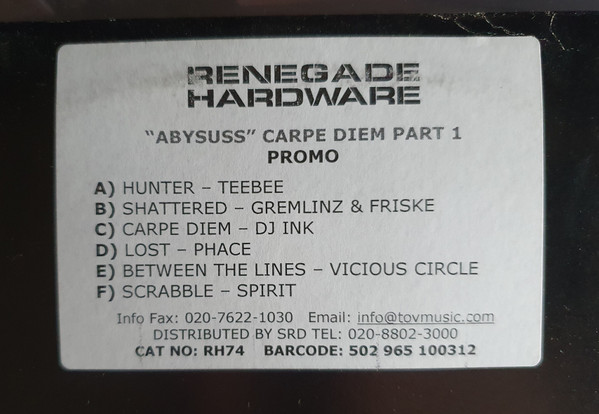 RENEGADE
HARDWARE
"ABYSUSS" CARPE DIEM PART 1
PROMO
A) HUNTER – TEEBEE
B) SHATTERED – GREMLINZ & FRISKE
C) CARPE DIEM – DJ INK
D) LOST – PHACE
E) BETWEEN THE LINES – VICIOUS CIRCLE
F) SCRABBLE – SPIRIT
Info Fax: 020-7622-1030 Email: info@tovmusic.com
DISTRIBUTED BY SRD TEL: 020-8802-3000
CAT NO: RH74 BARCODE: 502 965 100312